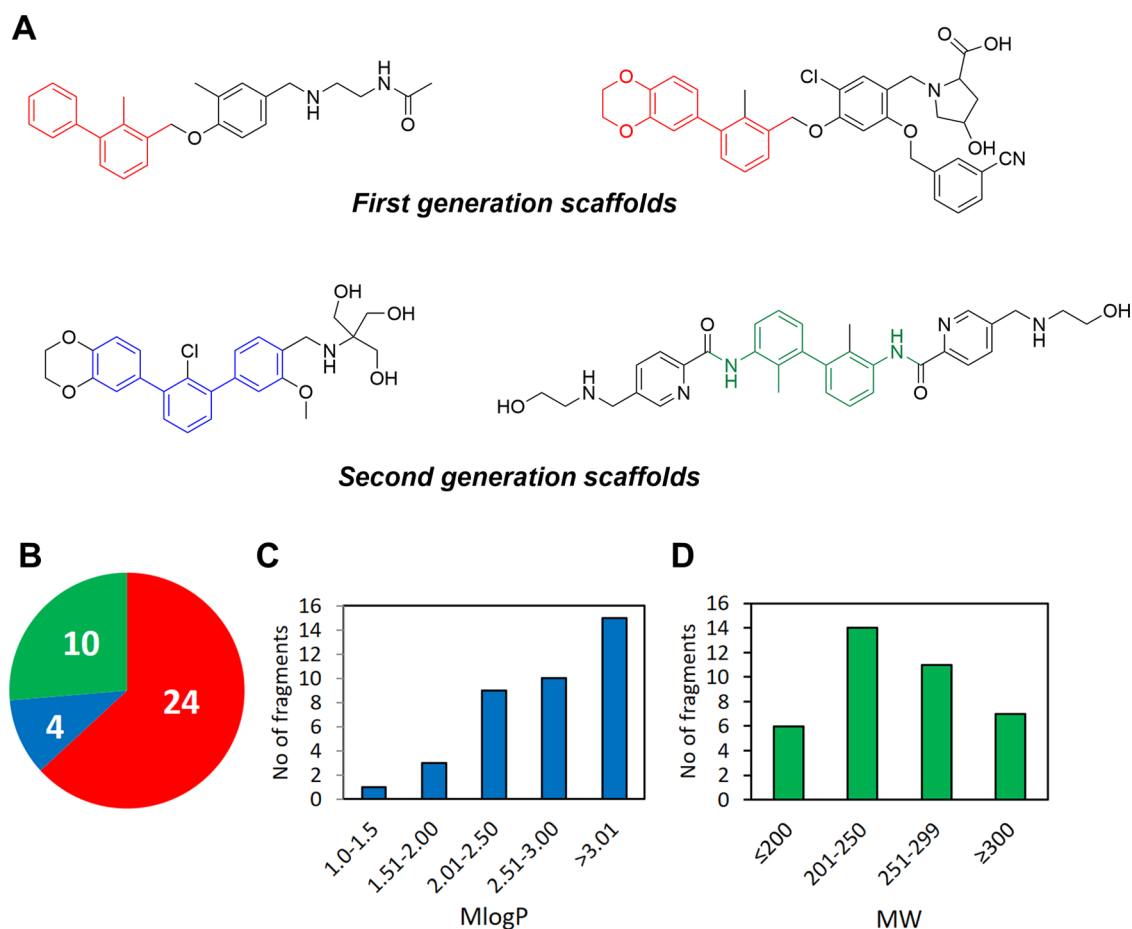 A
H
N
N
H
O
O
O
O
O
Cl
O
OH
N
OH
O
O
CN
First generation scaffolds
O
O
Cl
OH
OH
N
H
OH
O
HO
H
N
N
O
N
H
H
N
O
N
H
N
OH
Second generation scaffolds
B
10
4
24
C
No of fragments
16
14
12
10
8
6
4
2
0
1.0-1.5
1.51-2.00
2.01-2.50
2.51-3.00
>3.01
MlogP
D
No of fragments
16
14
12
10
8
6
4
2
0
≤200
201-250
251-299
≥300
MW